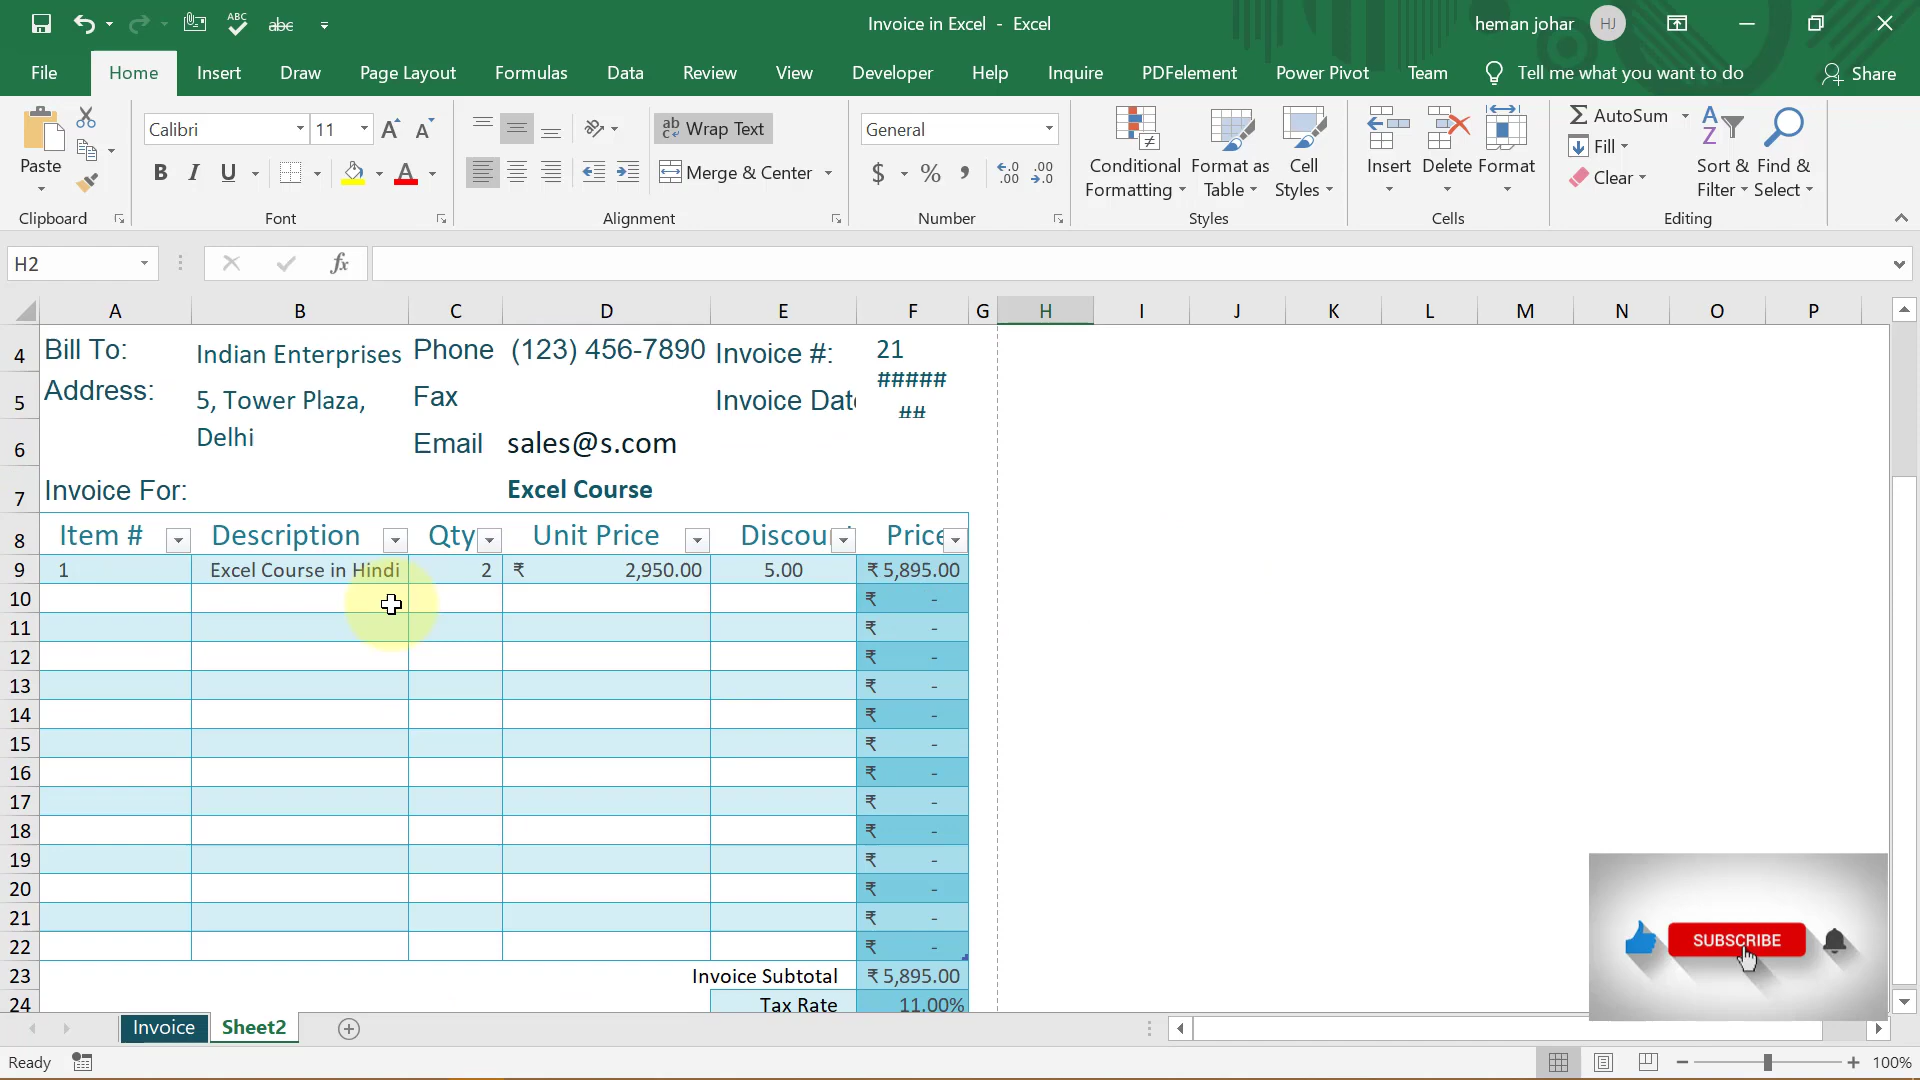 Invoice in Excel - Excel
heman johar HJ
File Home Insert Draw Page Layout Formulas Data Review View Developer Help Inquire PDFelement Power Pivot Team Tell me what you want to do Share
Paste
Clipboard
Calibri 11
B I U
Font
Wrap Text
Merge & Center
Alignment
General
$ % ,
Number
Conditional Formatting
Format as Table
Cell Styles
Styles
Insert Delete Format
Cells
AutoSum
Fill
Clear
Sort & Filter
Find & Select
Editing
H2 fx
A B C D E F G H I J K L M N O P
4 Bill To: Indian Enterprises Phone (123) 456-7890 Invoice #: 21
5 Address: 5, Tower Plaza, Fax Invoice Date #####
##
6 Delhi Email sales@s.com
7 Invoice For: Excel Course
8 Item # Description Qty Unit Price Discou Price
9 1 Excel Course in Hindi 2 ₹ 2,950.00 5.00 ₹ 5,895.00
10 ₹ -
11 ₹ -
12 ₹ -
13 ₹ -
14 ₹ -
15 ₹ -
16 ₹ -
17 ₹ -
18 ₹ -
19 ₹ -
20 ₹ -
21 ₹ -
22 ₹ -
23 Invoice Subtotal ₹ 5,895.00
24 Tax Rate 11.00%
SUBSCRIBE
Invoice Sheet2
Ready 100%